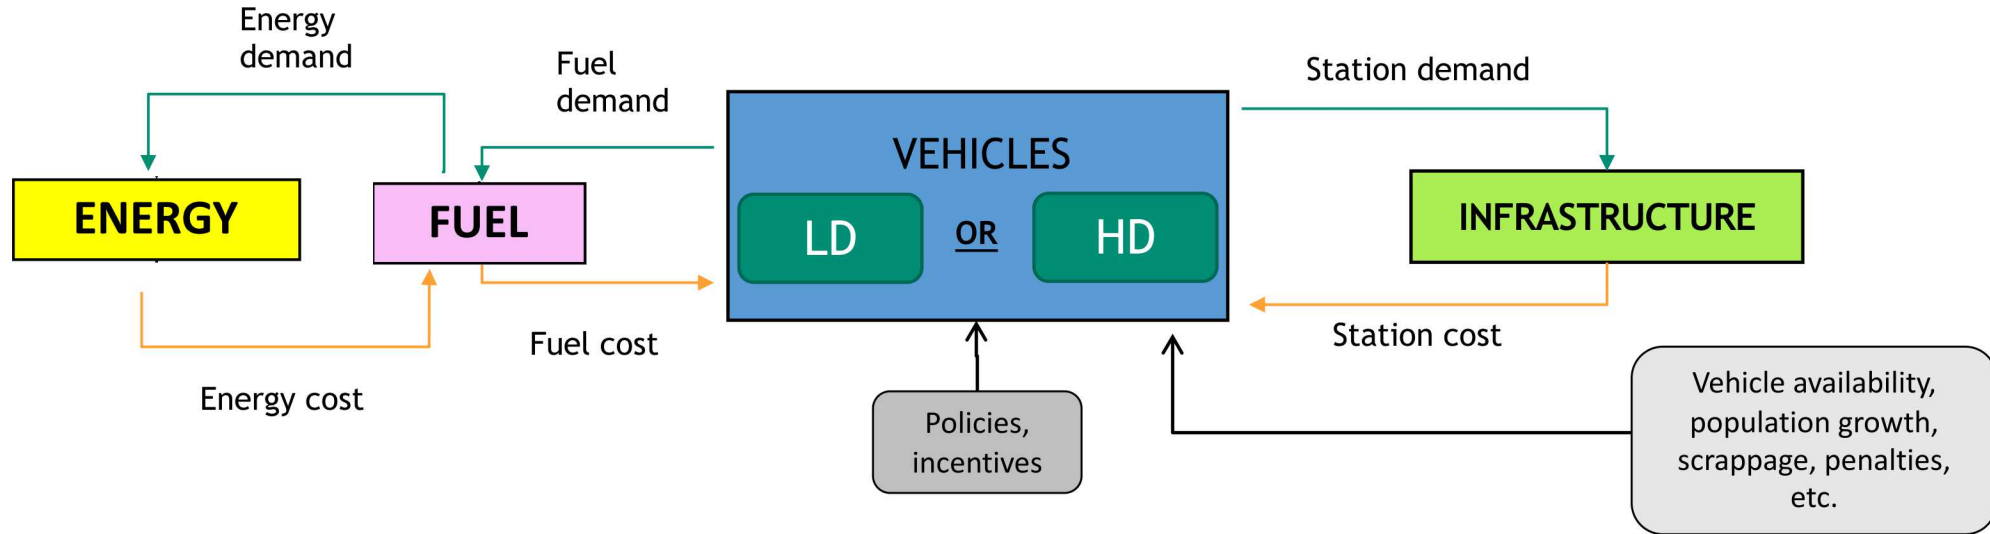 Energy
demand
Fuel
demand
Station demand
VEHICLES
ENERGY
FUEL
LD
OR
HD
INFRASTRUCTURE
Fuel cost
Station cost
Energy cost
Policies,
incentives
Vehicle availability,
population growth,
scrappage, penalties,
etc.